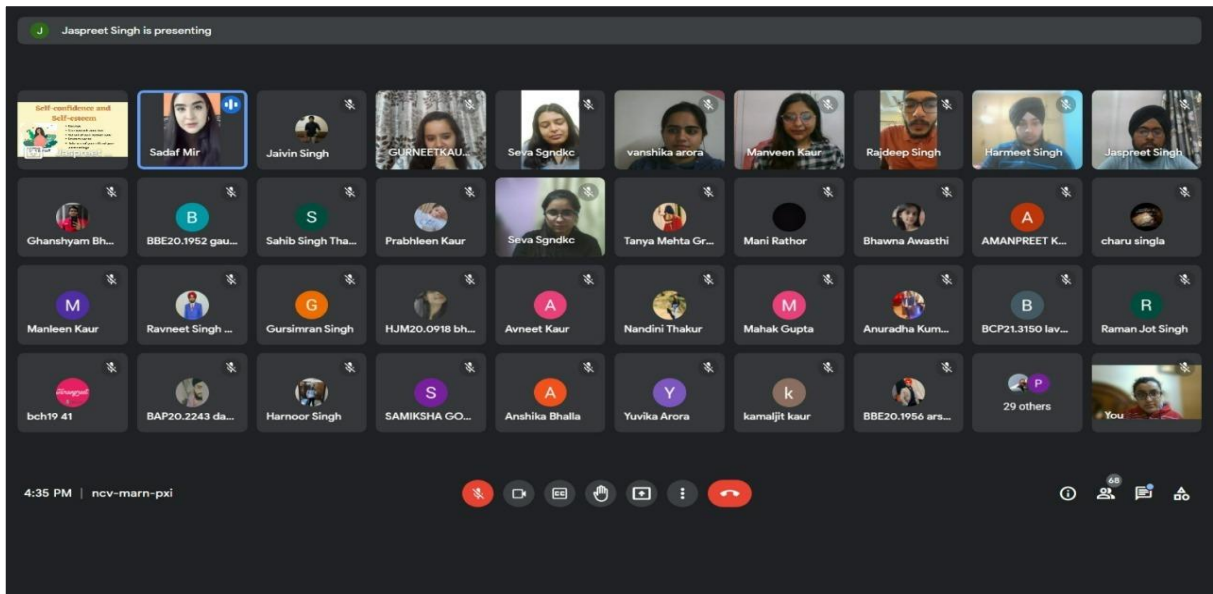 J Jaspreet Singh is presenting
Self-confidence and
Self-esteem
Sadaf Mir
Jaivin Singh
GURNEETKAU...
Seva Sgndkc
vanshika arora
Manveen Kaur
Rajdeep Singh
Harmeet Singh
Jaspreet Singh
Ghanshyam Bh...
B
BBE20.1952 gau...
S
Sahib Singh Tha...
Prabhleen Kaur
Seva Sgndkc
Tanya Mehta Gr...
Mani Rathor
Bhawna Awasthi
A
AMANPREET K...
charu singla
M
Manleen Kaur
Ravneet Singh ...
G
Gursimran Singh
HJM20.0918 bh...
A
Avneet Kaur
Nandini Thakur
M
Mahak Gupta
Anuradha Kum...
B
BCP21.3150 lav...
R
Raman Jot Singh
bch19 41
BAP20.2243 da...
Harnoor Singh
S
SAMIKSHA GO...
A
Anshika Bhalla
Y
Yuvika Arora
k
kamaljit kaur
BBE20.1956 ars...
P
29 others
You
4:35 PM | ncv-marn-pxi
CC
68